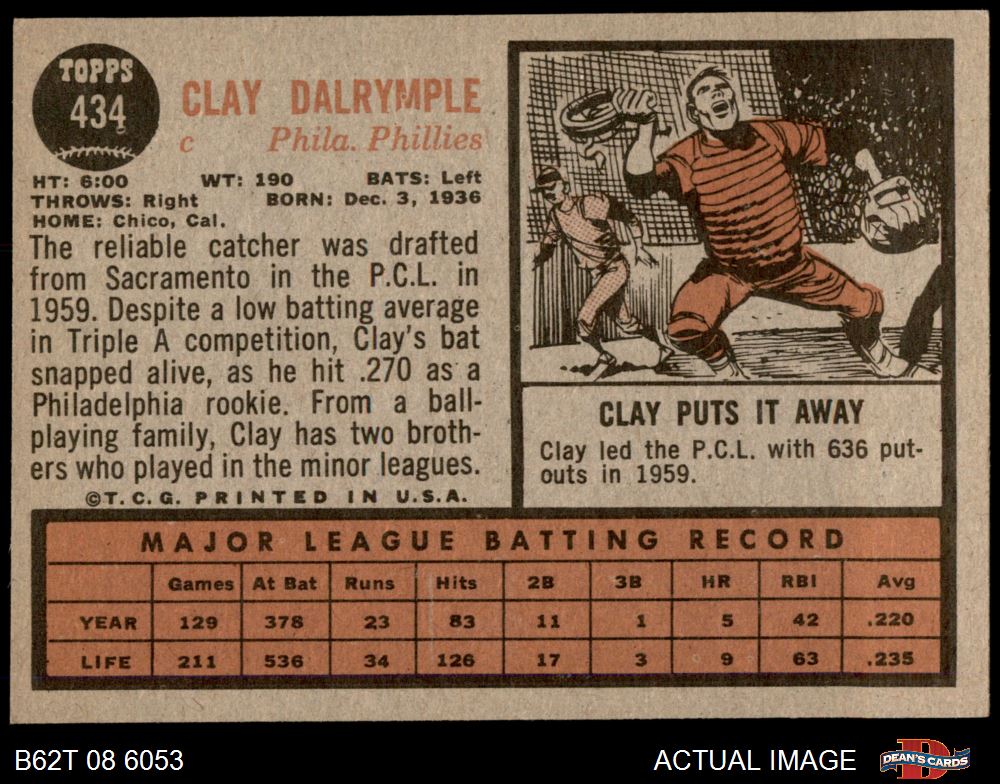 TOPPS
434
CLAY DALRYMPLE
c Phila. Phillies
HT: 6:00 WT: 190 BATS: Left
THROWS: Right BORN: Dec. 3, 1936
HOME: Chico, Cal.
The reliable catcher was drafted
from Sacramento in the P.C.L. in
1959. Despite a low batting average
in Triple A competition, Clay's bat
snapped alive, as he hit .270 as a
Philadelphia rookie. From a ball-
playing family, Clay has two broth-
ers who played in the minor leagues.
©T.C.G. PRINTED IN U.S.A.
CLAY PUTS IT AWAY
Clay led the P.C.L. with 636 put-
outs in 1959.
MAJOR LEAGUE BATTING RECORD
Games At Bat Runs Hits 2B 3B HR RBI Avg
YEAR 129 378 23 83 11 1 5 42 .220
LIFE 211 536 34 126 17 3 9 63 .235
B62T 08 6053 ACTUAL IMAGE D DEAN'S CARDS